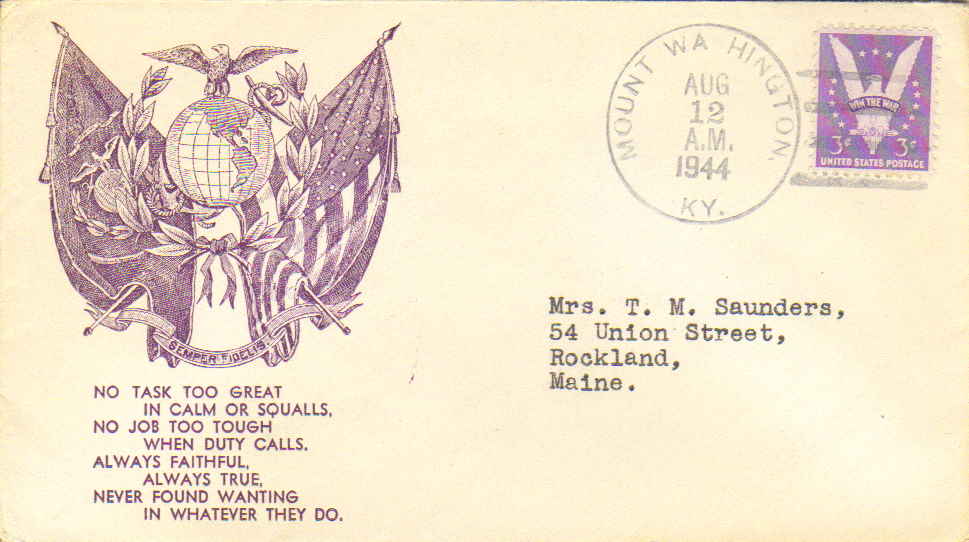 SEMPER FIDELIS.
NO TASK TOO GREAT
IN CALM OR SQUALLS,
NO JOB TOO TOUGH
WHEN DUTY CALLS.
ALWAYS FAITHFUL,
ALWAYS TRUE,
NEVER FOUND WANTING
IN WHATEVER THEY DO.
MOUNT WA HINGTON,
AUG
12
A.M.
1944
KY.
WIN THE WAR
3¢ 3¢
UNITED STATES POSTAGE
Mrs. T. M. Saunders,
54 Union Street,
Rockland,
Maine.